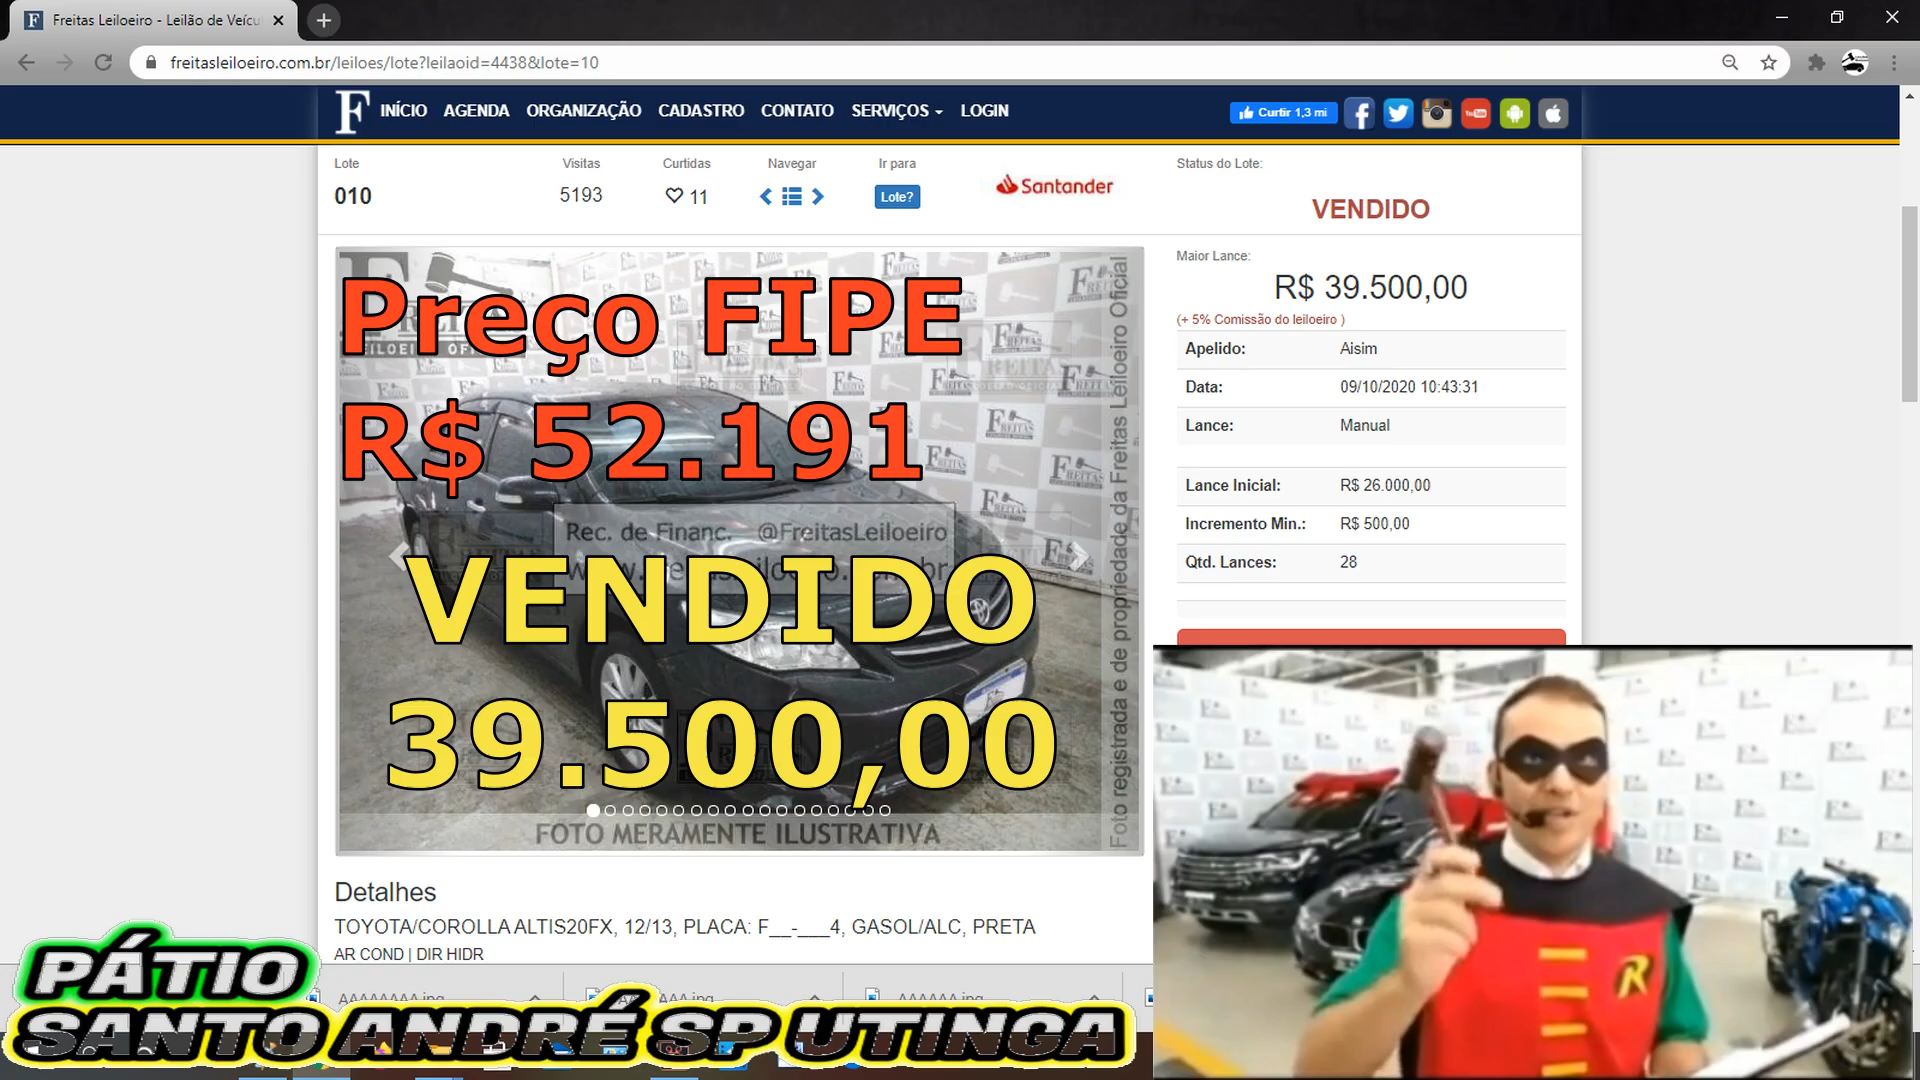 Freitas Leiloeiro - Leilão de Veícu
freitasleiloeiro.com.br/leiloes/lote?leilaoid=4438&lote=10
F INÍCIO AGENDA ORGANIZAÇÃO CADASTRO CONTATO SERVIÇOS LOGIN
Curtir 1,3 mi
Lote Visitas Curtidas Navegar Ir para
010 5193 11 Lote?
Santander
Status do Lote:
VENDIDO
Maior Lance:
R$ 39.500,00
(+ 5% Comissão do leiloeiro )
Apelido: Aisim
Data: 09/10/2020 10:43:31
Lance: Manual
Lance Inicial: R$ 26.000,00
Incremento Min.: R$ 500,00
Qtd. Lances: 28
Preço FIPE
R$ 52.191
Rec. de Financ. @FreitasLeiloeiro
VENDIDO
39.500,00
FOTO MERAMENTE ILUSTRATIVA
Foto registrada e de propriedade da Freitas Leiloeiro Oficial
Detalhes
TOYOTA/COROLLA ALTIS20FX, 12/13, PLACA: F__-___4, GASOL/ALC, PRETA
AR COND | DIR HIDR
PÁTIO
SANTO ANDRÉ SP UTINGA
R